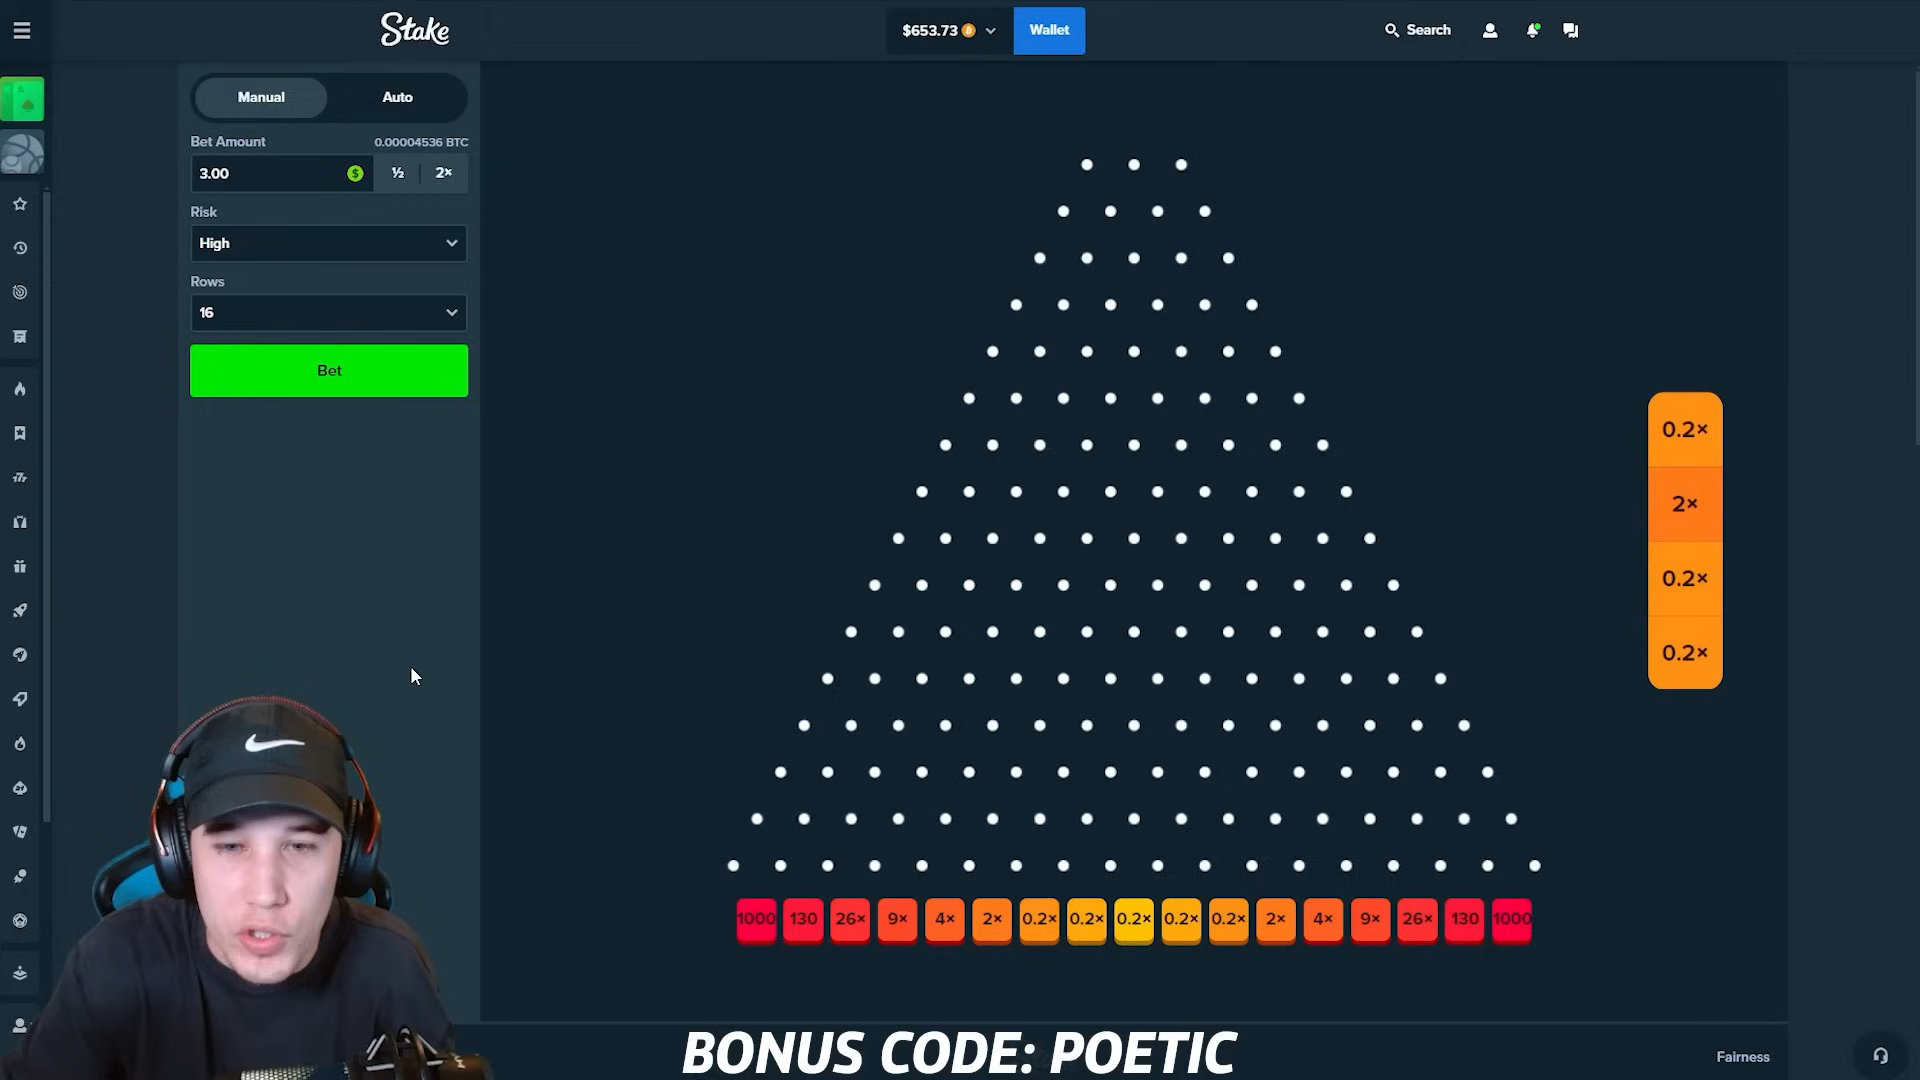 Stake
$653.73
Wallet
Search
Manual
Auto
Bet Amount
0.00004536 BTC
3.00
$
½
2×
Risk
High
Rows
16
Bet
0.2×
2×
0.2×
0.2×
1000 130 26× 9× 4× 2× 0.2× 0.2× 0.2× 0.2× 0.2× 2× 4× 9× 26× 130 1000
BONUS CODE: POETIC
Fairness